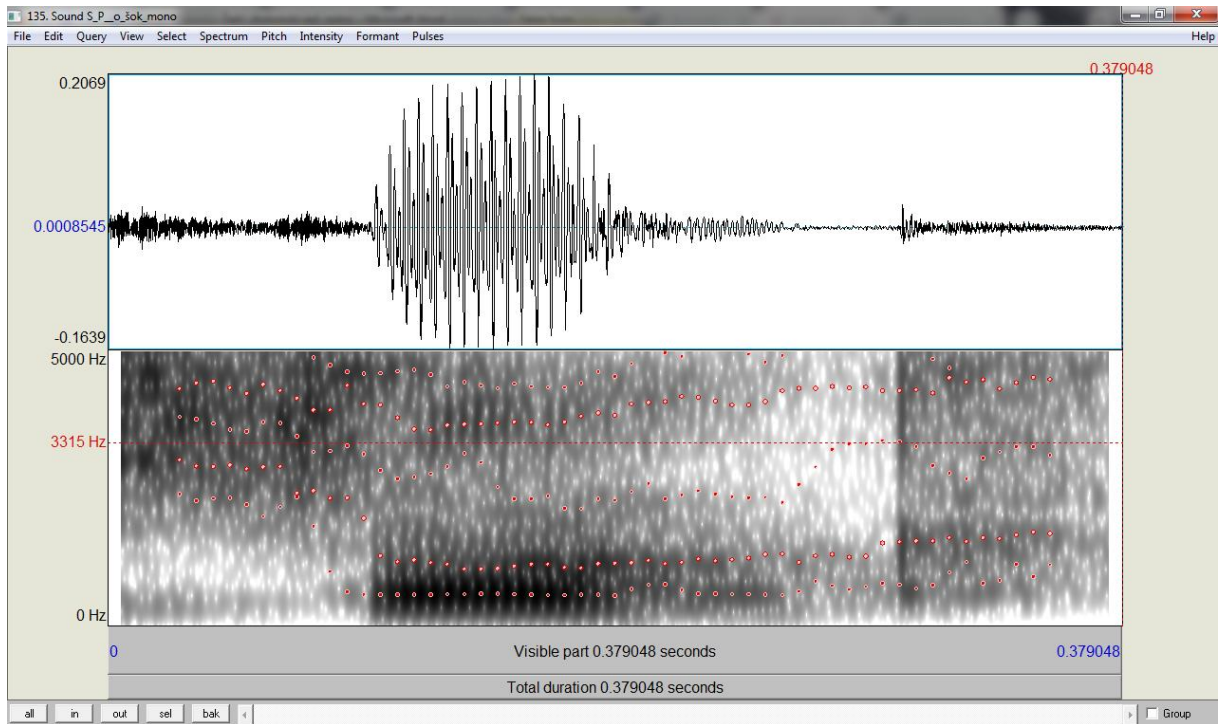 135. Sound S_P__o_šok_mono
File Edit Query View Select Spectrum Pitch Intensity Formant Pulses Help
0.379048
0.2069
0.0008545
-0.1639
5000 Hz
3315 Hz
0 Hz
0 Visible part 0.379048 seconds 0.379048
Total duration 0.379048 seconds
all in out sel bak Group